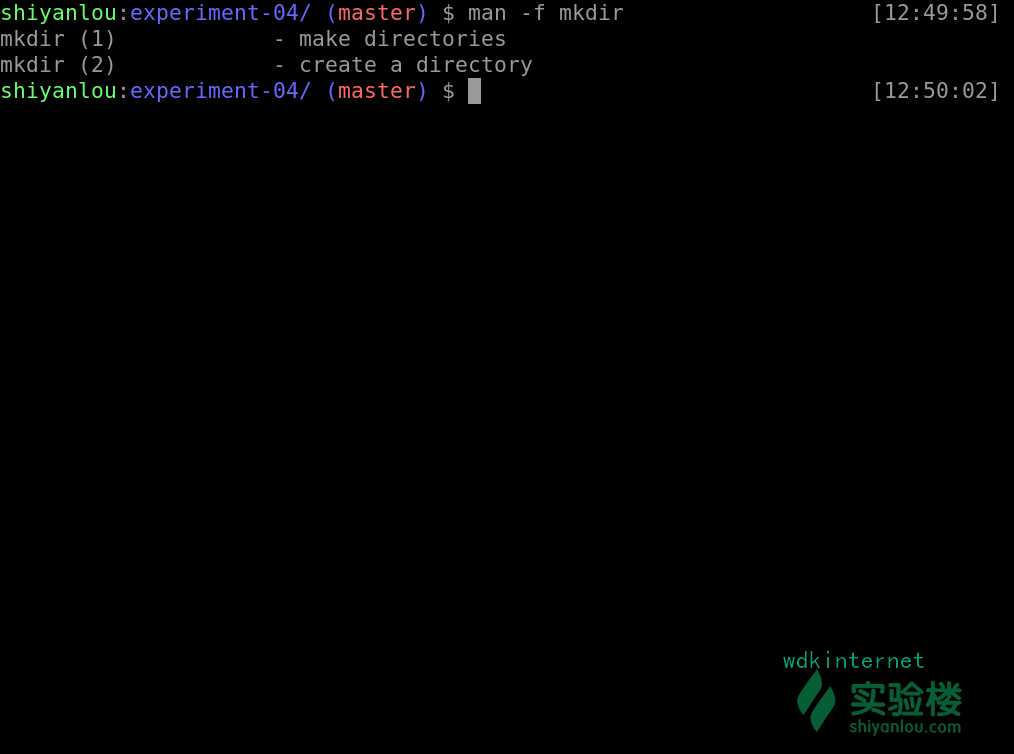 shiyanlou:experiment-04/ (master) $ man -f mkdir [12:49:58]
mkdir (1)            - make directories
mkdir (2)            - create a directory
shiyanlou:experiment-04/ (master) $ [12:50:02]
wdkinternet
实验楼
shiyanlou.com